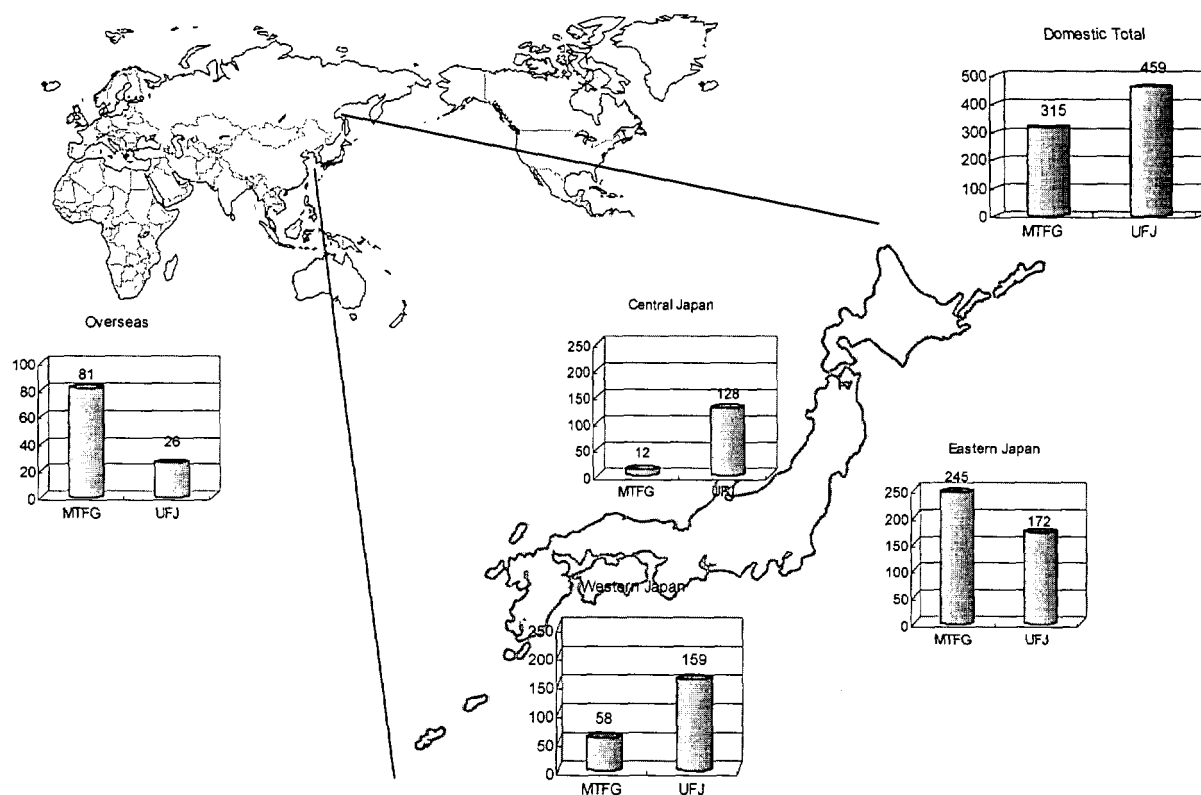 Domestic Total
500
400
300
200
100
0
315
459
MTFG
UFJ
Overseas
100
80
60
40
20
0
81
26
MTFG
UFJ
Central Japan
250
200
150
100
50
0
12
128
MTFG
UFJ
Eastern Japan
250
200
150
100
50
0
245
172
MTFG
UFJ
Western Japan
250
200
150
100
50
0
58
159
MTFG
UFJ